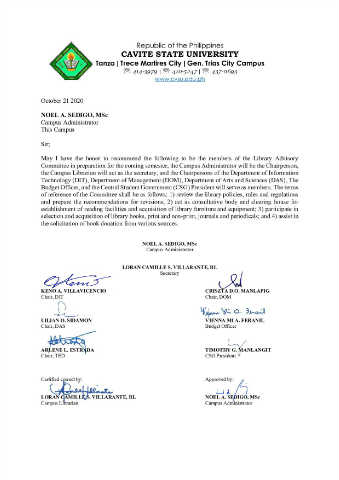 Republic of the Philippines
CAVITE STATE UNIVERSITY
Tanza | Trece Martires City | Gen. Trias City Campus
☏ 414-3979 | ☏ | ☏
www.cvsu.edu.ph
October 21 2020
NOEL A. SEDIGO, MSc
Campus Administrator
This Campus
Sir;
May I have the honor to recommend the following to be the members of the Library Advisory
Committee in preparation for the coming semester, the Campus Administrator will be the Chairperson,
the Campus Librarian will act as the secretary, and the Chairpersons of the Department of Information
Technology (DIT), Department of Management (DOM), Department of Arts and Sciences (DAS), The
Budget Officer, and the Central Student Government (CSG) President will serve as members. The terms
of reference of the Committee shall be as follows: 1) review the library policies, rules and regulations
and prepare the recommendations for revisions; 2) act as consultative body and clearing house in
establishment of reading facilities and acquisition of library furniture and equipment; 3) participate in
selection and acquisition of library books, print and non-print, journals and periodicals; and 4) assist in
the solicitation of book donation from various sources.
NOEL A. SEDIGO, MSc
Campus Administrator
LORAN CAMILLE S. VILLARANTE, RL
Secretary
KENO A. VILLAVICENCIO
Chair, DIT
CRISZTA D.O. MANLAPIG
Chair, DOM
LILIAN O. SIDAMON
Chair, DAS
VIENNA MI A. FERANIL
Budget Officer
ARLENE L. ESTRADA
Chair, TED
TIMOTHY G. MANLANGIT
CSG President
Certified correct by:
Approved by:
LORAN CAMILLE S. VILLARANTE, RL
Campus Librarian
NOEL A. SEDIGO, MSc
Campus Administrator